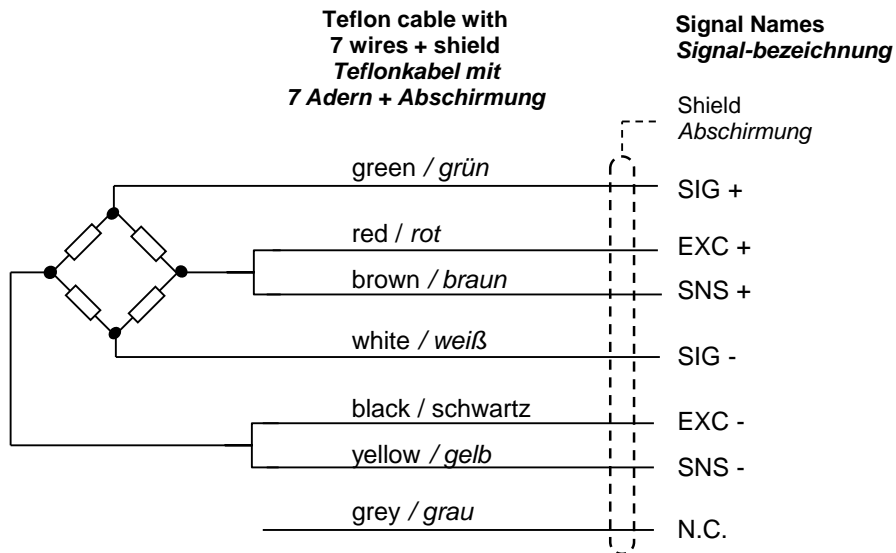 Teflon cable with
7 wires + shield
Teflonkabel mit
7 Adern + Abschirmung
Signal Names
Signal-bezeichnung
Shield
Abschirmung
green / grün
SIG +
red / rot
EXC +
brown / braun
SNS +
white / weiß
SIG -
black / schwartz
EXC -
yellow / gelb
SNS -
grey / grau
N.C.